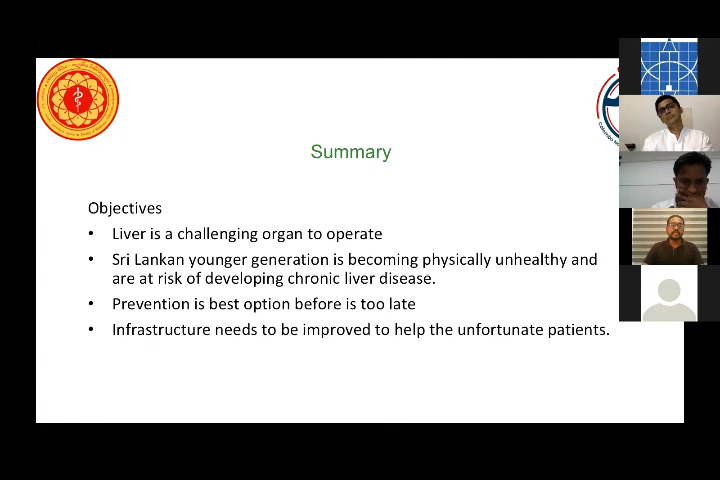 Summary
Objectives
• Liver is a challenging organ to operate
• Sri Lankan younger generation is becoming physically unhealthy and
are at risk of developing chronic liver disease.
• Prevention is best option before is too late
• Infrastructure needs to be improved to help the unfortunate patients.